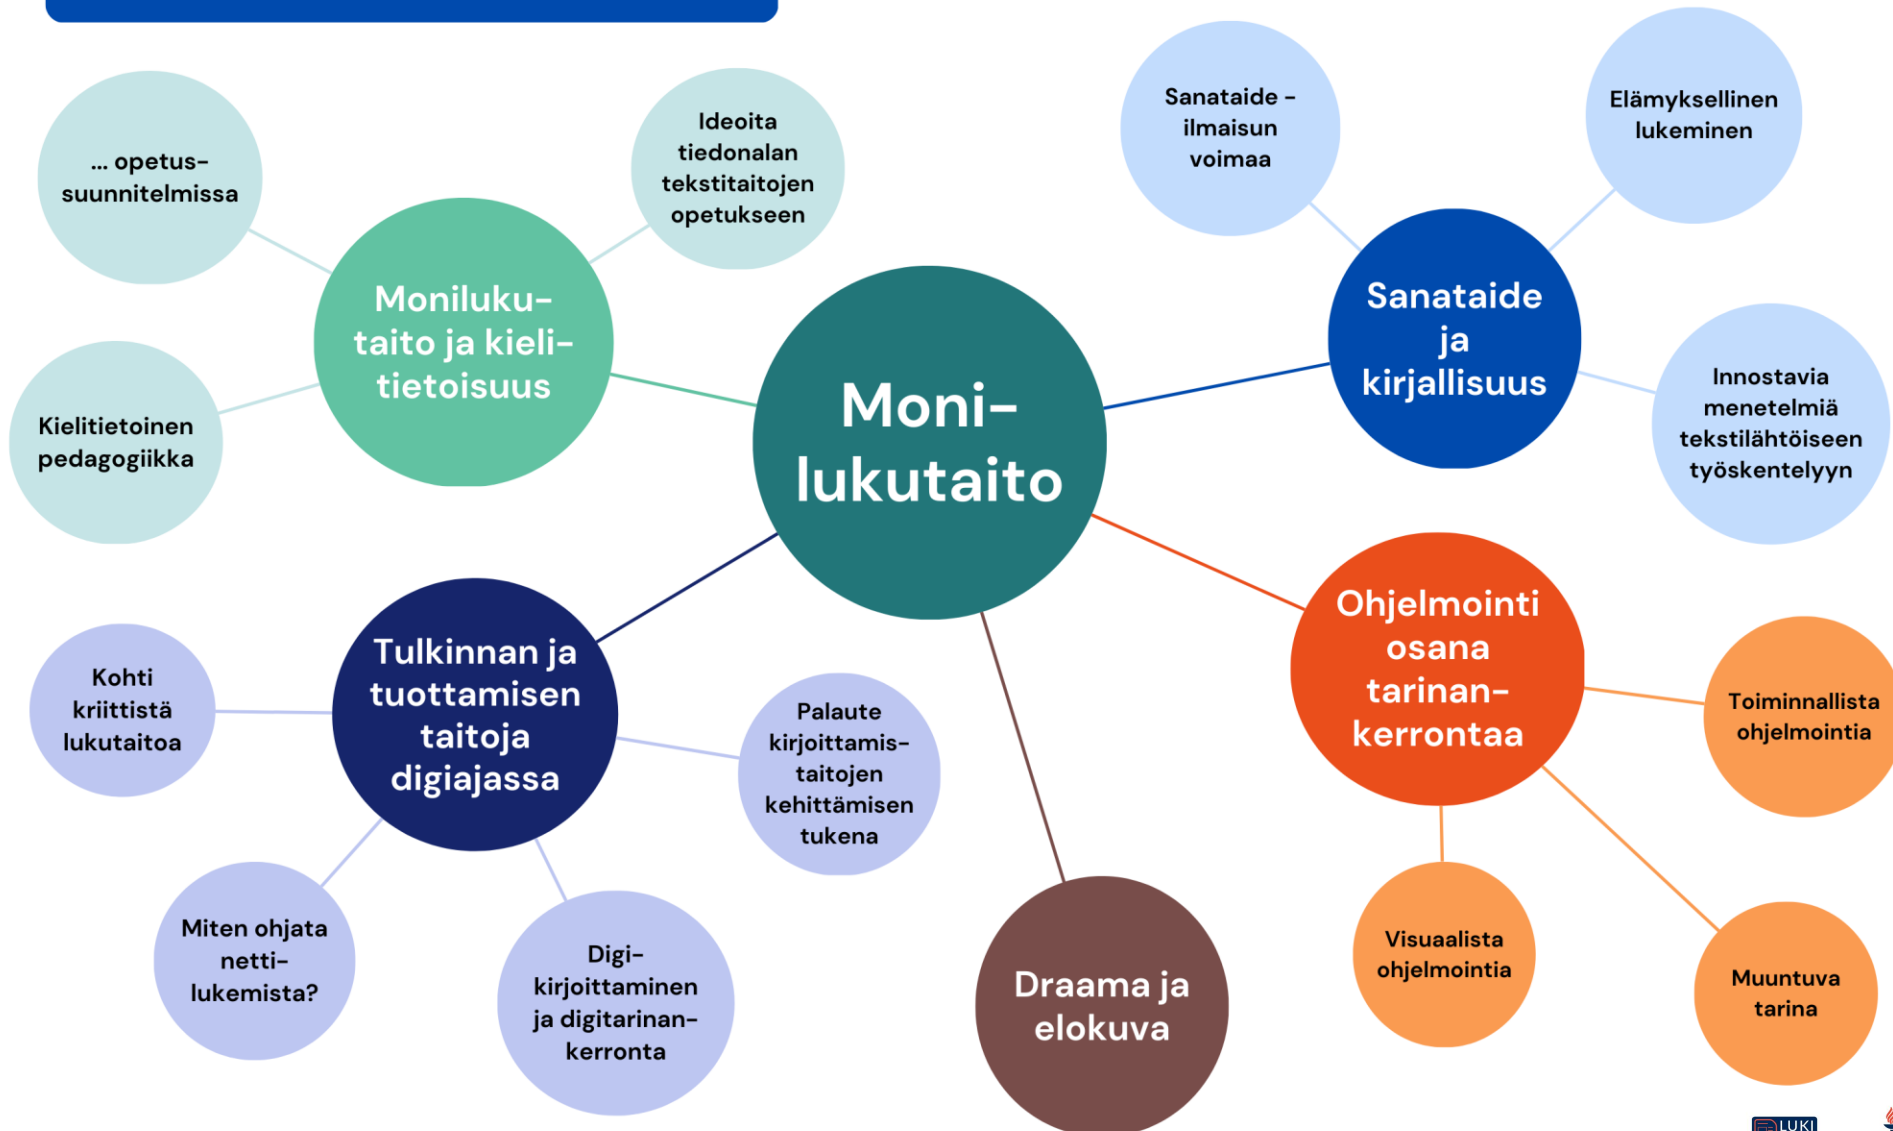 Moni-
lukutaito
Moniluku-
taito ja kieli-
tietoisuus
... opetus-
suunnitelmissa
Ideoita
tiedonalan
tekstitaitojen
opetukseen
Kielitietoinen
pedagogiikka
Sanataide
ja
kirjallisuus
Sanataide -
ilmaisun
voimaa
Elämyksellinen
lukeminen
Innostavia
menetelmiä
tekstilähtöiseen
työskentelyyn
Tulkinnan ja
tuottamisen
taitoja
digiajassa
Kohti
kriittistä
lukutaitoa
Miten ohjata
netti-
lukemista?
Digi-
kirjoittaminen
ja digitarinan-
kerronta
Palaute
kirjoittamis-
taitojen
kehittämisen
tukena
Draama ja
elokuva
Ohjelmointi
osana
tarinan-
kerrontaa
Toiminnallista
ohjelmointia
Visuaalista
ohjelmointia
Muuntuva
tarina
LUKI